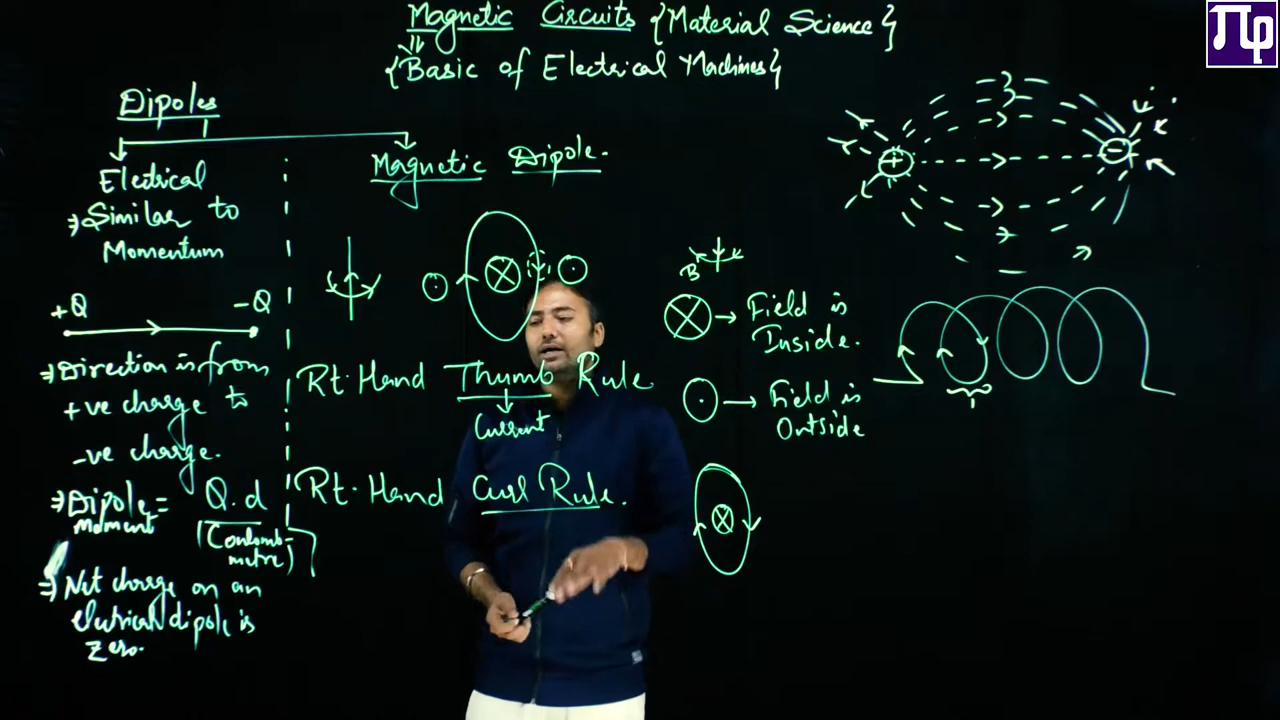 Magnetic Circuits {Material Science}
{Basic of Electrical Machines}
Πφ
Dipoles
Electrical
⇒ Similar to
Momentum
+Q -Q
⇒ Direction is from
+ve charge to
-ve charge.
⇒ Dipole = Q.d
Moment
(Coulomb-
metre)
⇒ Net charge on an
electrical dipole is
zero.
Magnetic Dipole.
Rt. Hand Thumb Rule
Current
Rt. Hand Curl Rule.
B
→ Field is
Inside.
→ Field is
Outside
+ -